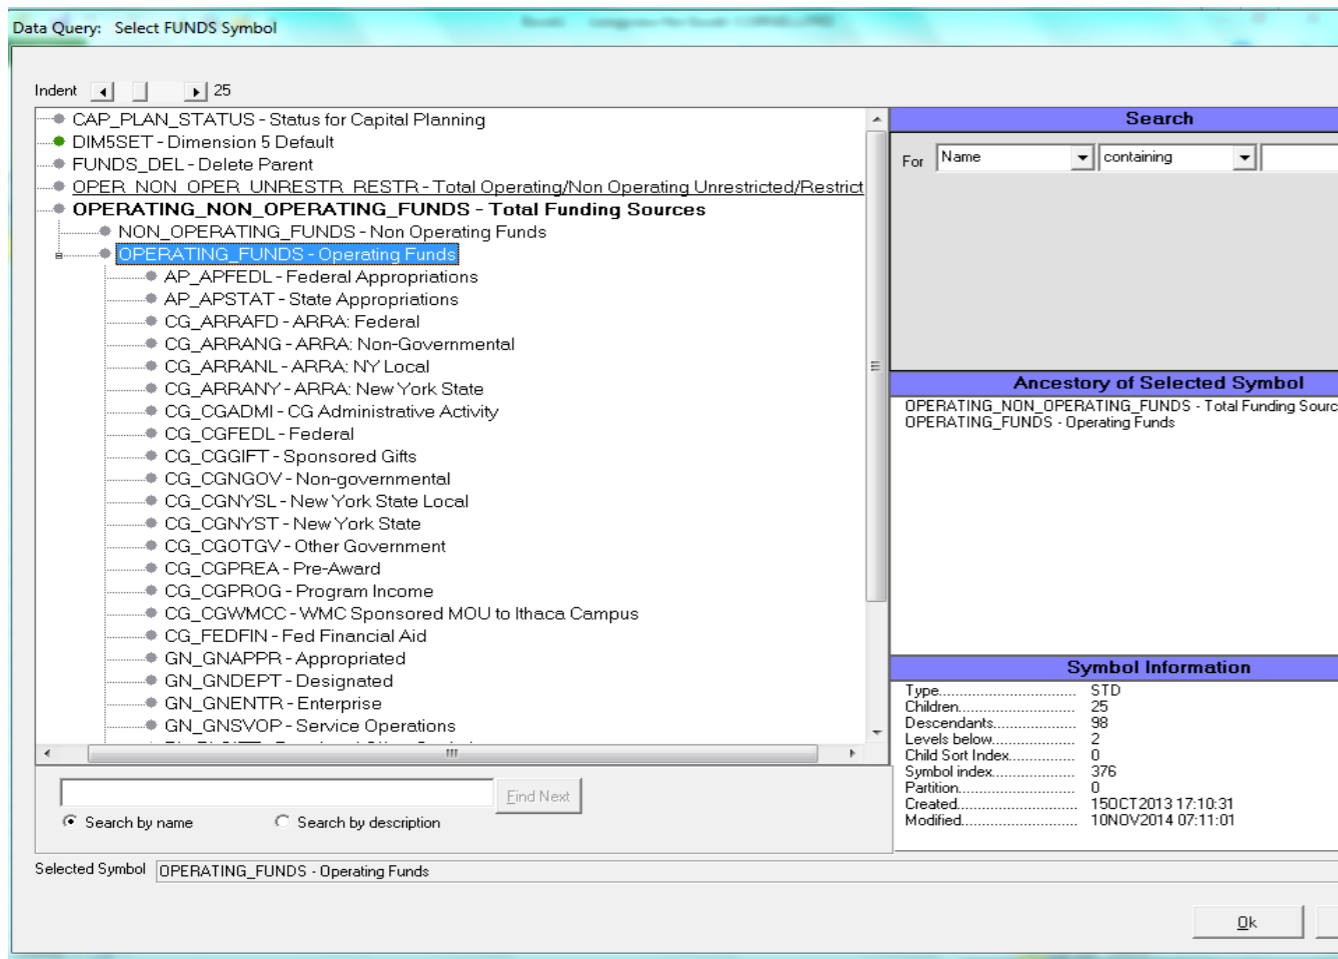 Data Query:   Select FUNDS Symbol
Indent 25
CAP_PLAN_STATUS - Status for Capital Planning
DIM5SET - Dimension 5 Default
FUNDS_DEL - Delete Parent
OPER_NON_OPER_UNRESTR_RESTR - Total Operating/Non Operating Unrestricted/Restrict
OPERATING_NON_OPERATING_FUNDS - Total Funding Sources
NON_OPERATING_FUNDS - Non Operating Funds
OPERATING_FUNDS - Operating Funds
AP_APFEDL - Federal Appropriations
AP_APSTAT - State Appropriations
CG_ARRAFD - ARRA: Federal
CG_ARRANG - ARRA: Non-Governmental
CG_ARRANL - ARRA: NY Local
CG_ARRANY - ARRA: New York State
CG_CGADMI - CG Administrative Activity
CG_CGFEDL - Federal
CG_CGGIFT - Sponsored Gifts
CG_CGNGOV - Non-governmental
CG_CGNYSL - New York State Local
CG_CGNYST - New York State
CG_CGOTGV - Other Government
CG_CGPREA - Pre-Award
CG_CGPROG - Program Income
CG_CGWMCC - WMC Sponsored MOU to Ithaca Campus
CG_FEDFIN - Fed Financial Aid
GN_GNAPPR - Appropriated
GN_GNDEPT - Designated
GN_GNENTR - Enterprise
GN_GNSVOP - Service Operations
Find Next
Search by name Search by description
Selected Symbol OPERATING_FUNDS - Operating Funds
Search
For Name containing
Ancestory of Selected Symbol
OPERATING_NON_OPERATING_FUNDS - Total Funding Sourc
OPERATING_FUNDS - Operating Funds
Symbol Information
Type.................................. STD
Children............................. 25
Descendants..................... 98
Levels below..................... 2
Child Sort Index............... 0
Symbol index................... 376
Partition............................ 0
Created............................. 15OCT2013 17:10:31
Modified............................ 10NOV2014 07:11:01
Ok